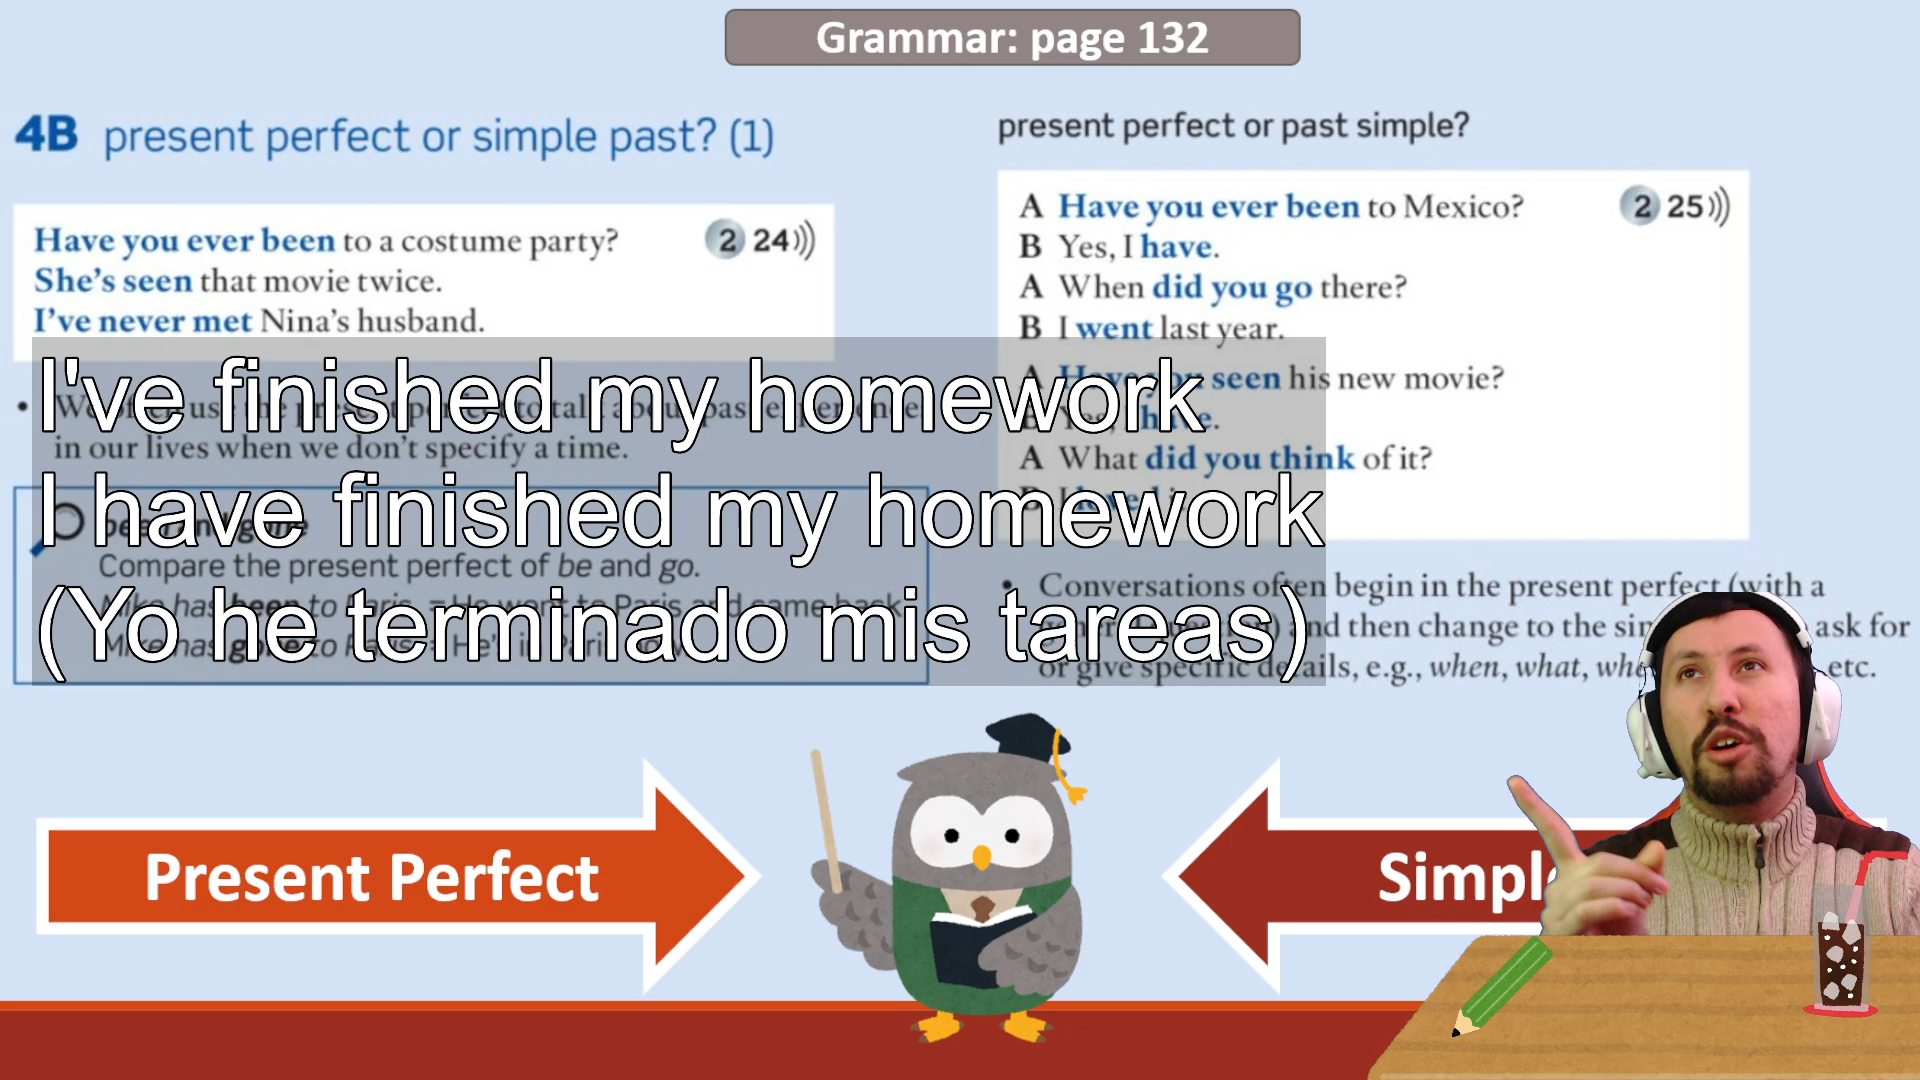 Grammar: page 132
4B present perfect or simple past? (1)
Have you ever been to a costume party?
2 24
She's seen that movie twice.
I've never met Nina's husband.
I've finished my homework
I have finished my homework
(Yo he terminado mis tareas)
in our lives when we don't specify a time.
Compare the present perfect of be and go.
present perfect or past simple?
A Have you ever been to Mexico?
2 25
B Yes, I have.
A When did you go there?
B I went last year.
seen his new movie?
have.
A What did you think of it?
Conversations often begin in the present perfect (with a
and then change to the ask for
or give specific details, e.g., when, what, etc.
Present Perfect
Simple